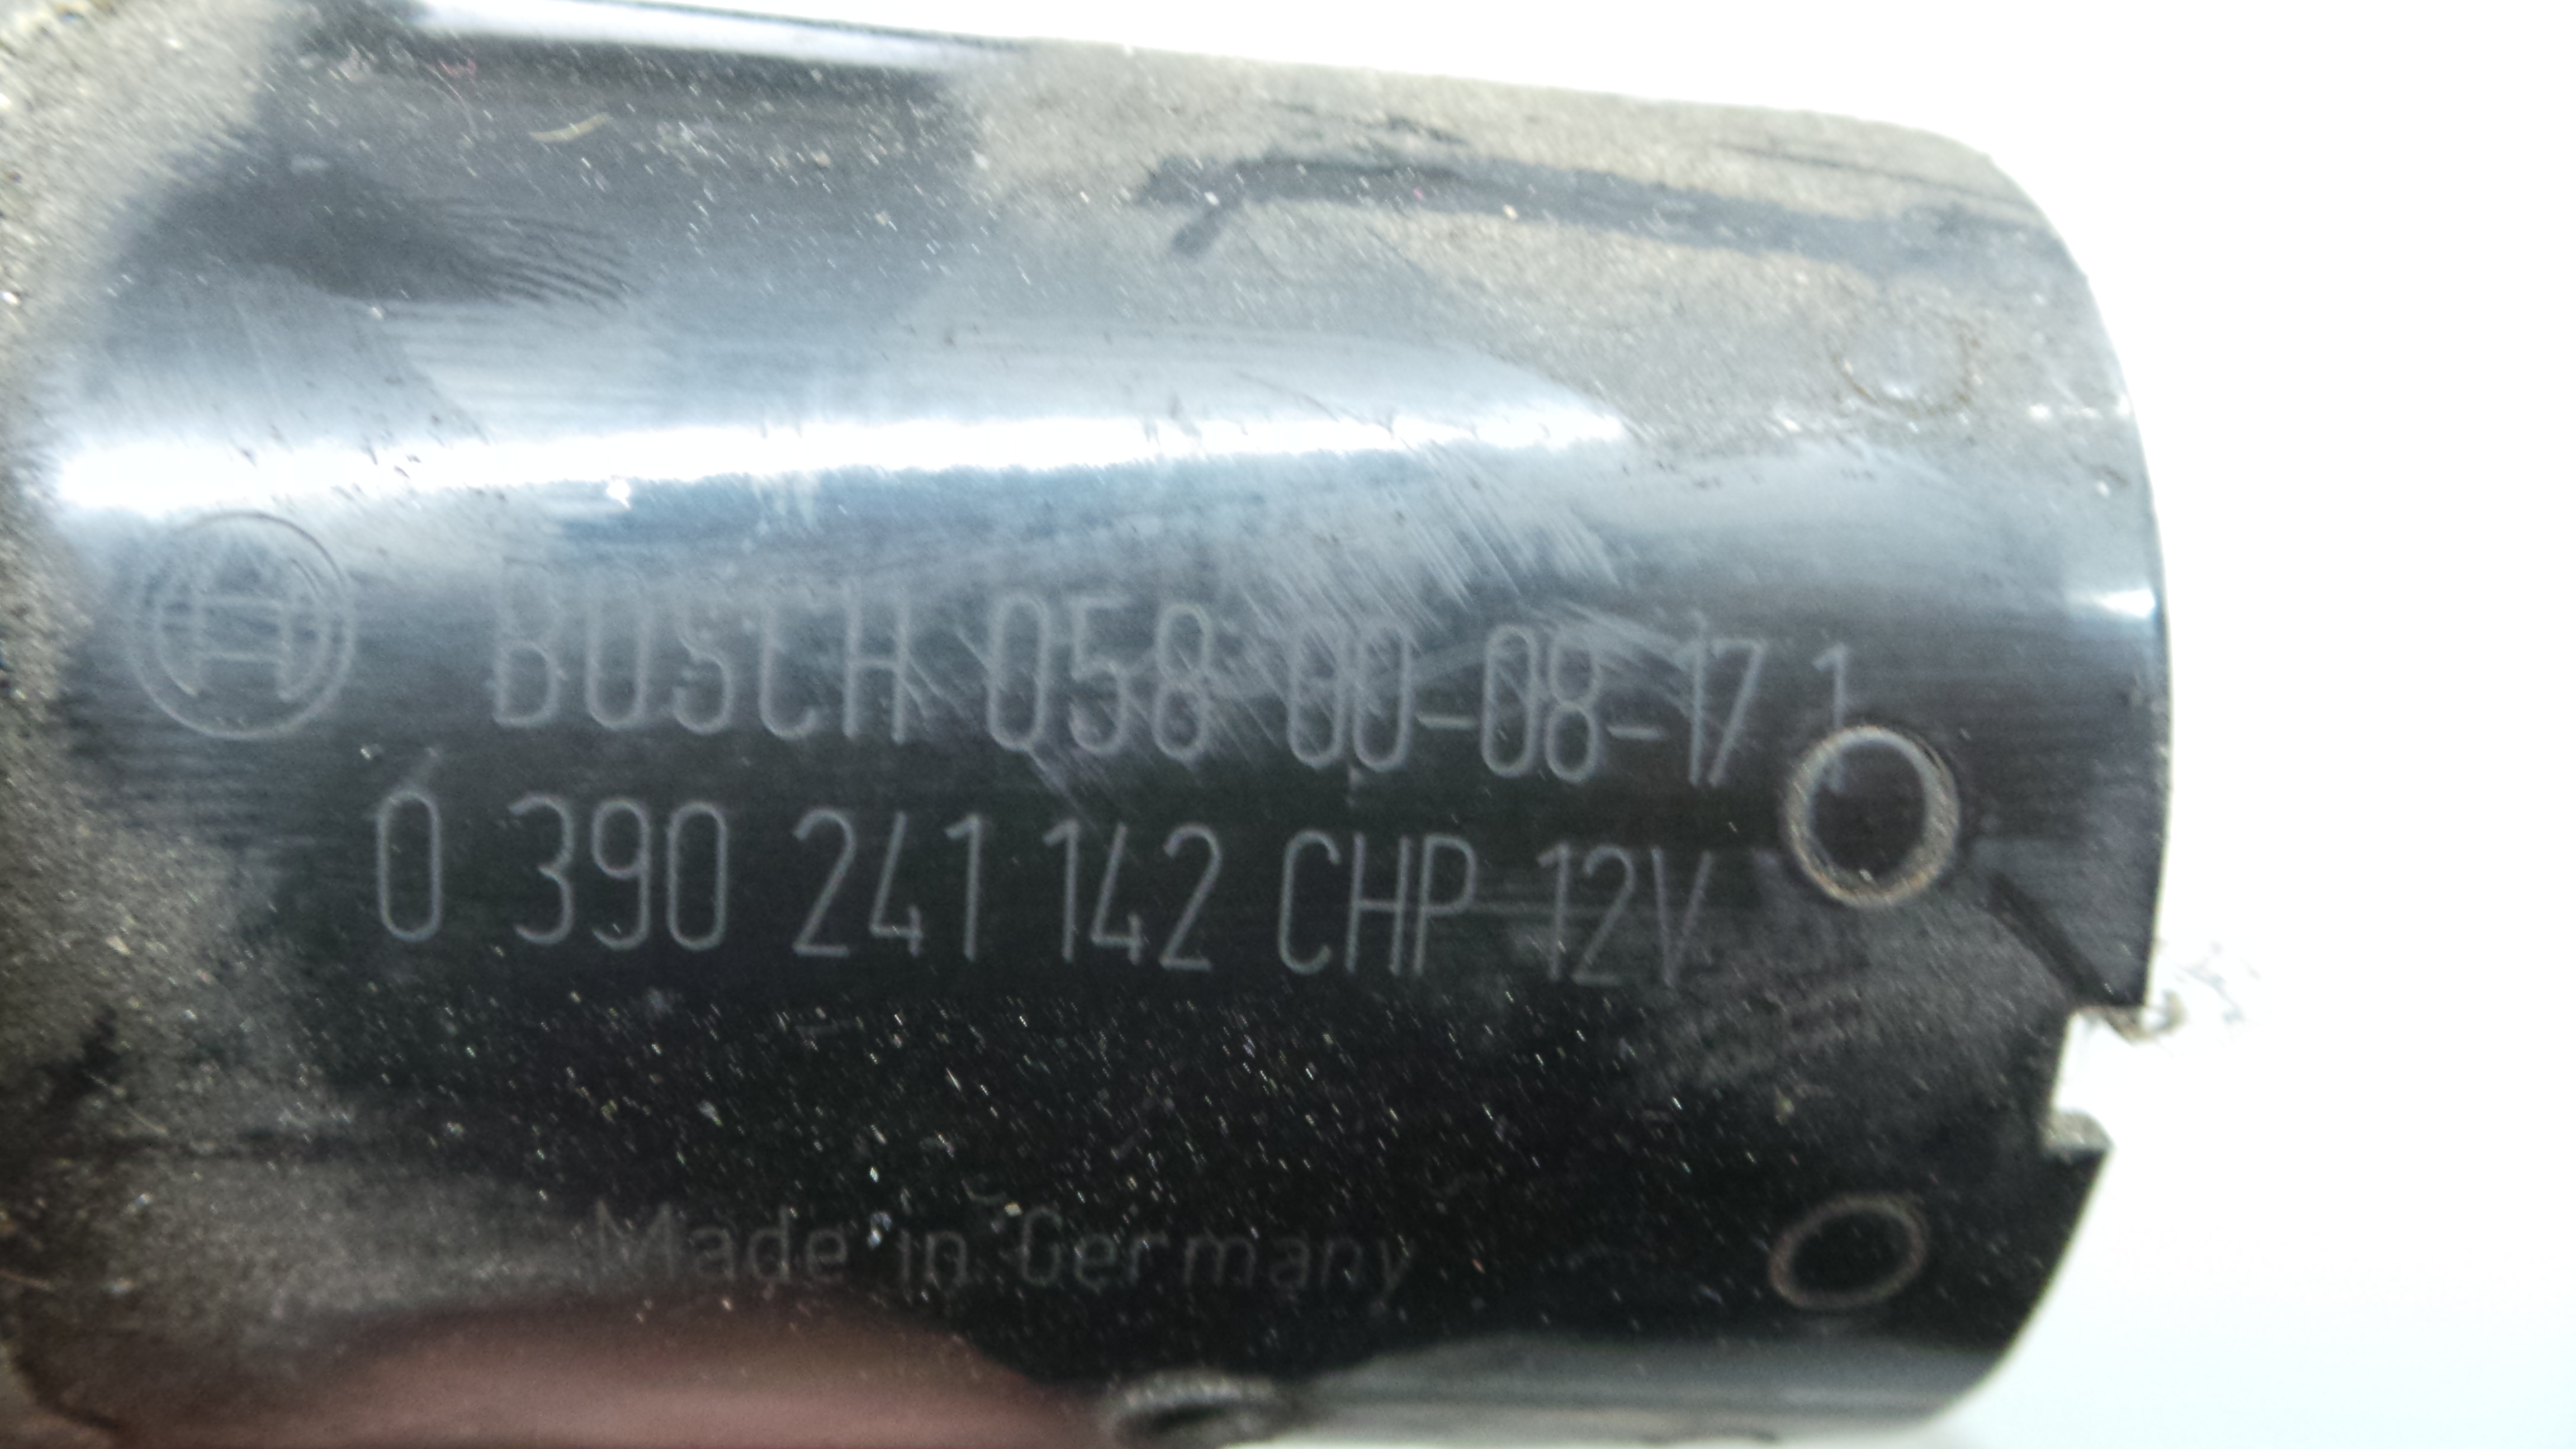 BOSCH 058 00-08-17 1
0 390 241 142 CHP 12V
Made in Germany